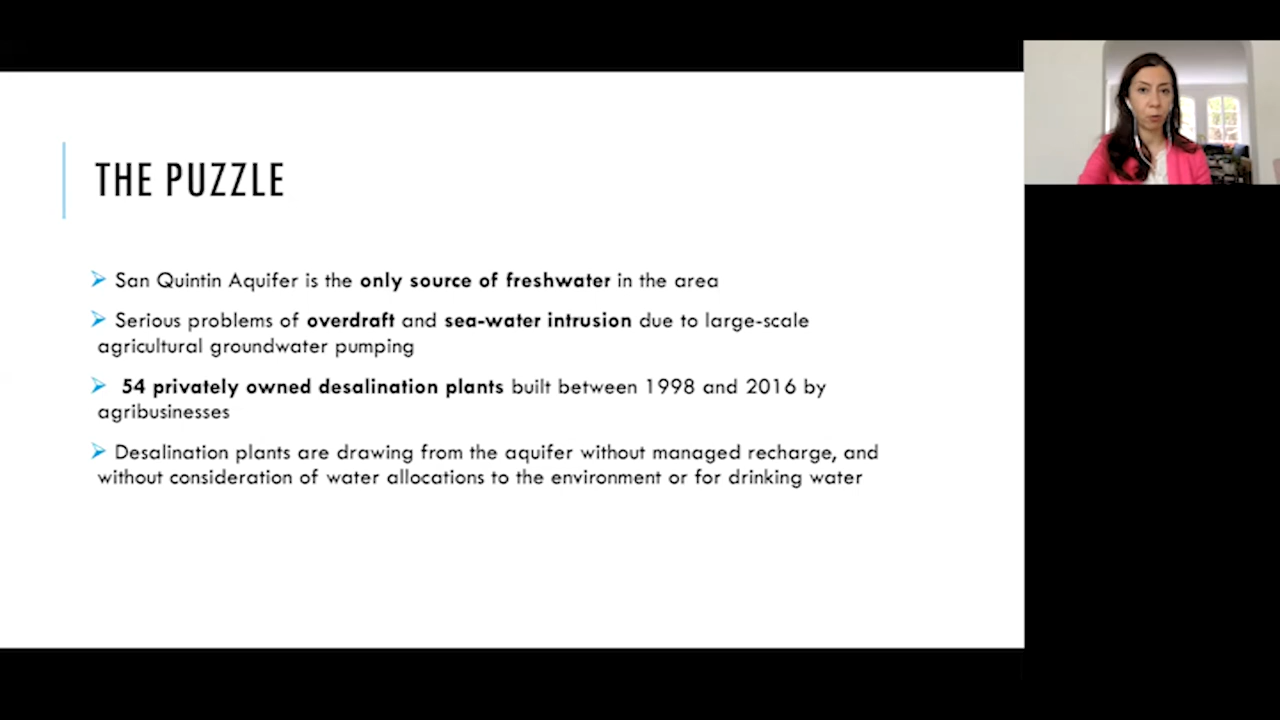 THE PUZZLE
San Quintin Aquifer is the only source of freshwater in the area
Serious problems of overdraft and sea-water intrusion due to large-scale
agricultural groundwater pumping
54 privately owned desalination plants built between 1998 and 2016 by
agribusinesses
Desalination plants are drawing from the aquifer without managed recharge, and
without consideration of water allocations to the environment or for drinking water